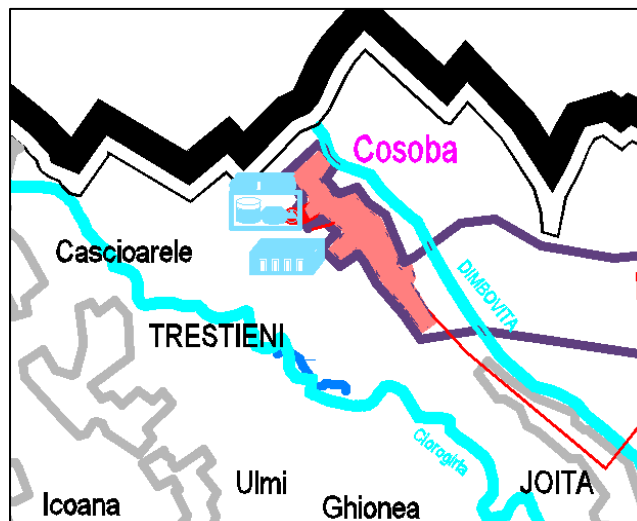 Cosoba
Cascioarele
DIMBOVITA
TRESTIENI
Ciorogirla
Ulmi
JOITA
Icoana
Ghionea